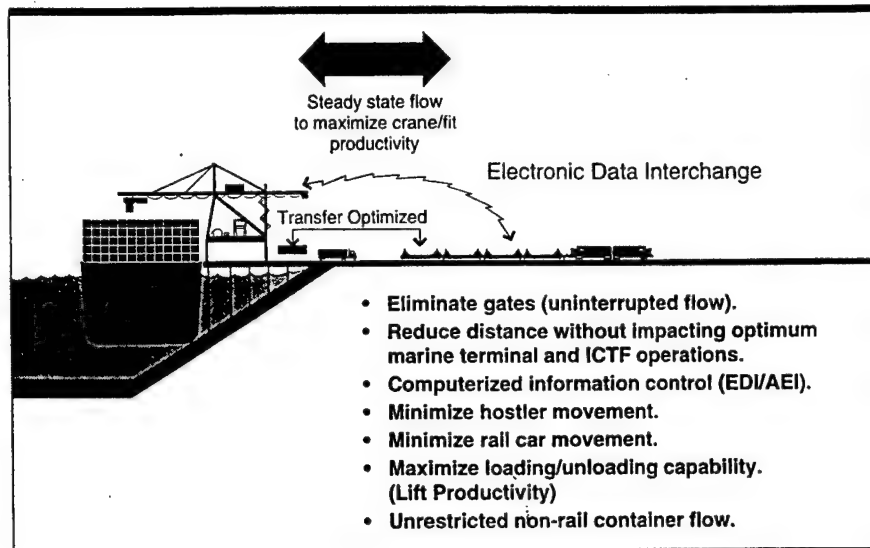 Steady state flow
to maximize crane/fit
productivity
Electronic Data Interchange
Transfer Optimized
• Eliminate gates (uninterrupted flow).
• Reduce distance without impacting optimum
marine terminal and ICTF operations.
• Computerized information control (EDI/AEI).
• Minimize hostler movement.
• Minimize rail car movement.
• Maximize loading/unloading capability.
(Lift Productivity)
• Unrestricted non-rail container flow.